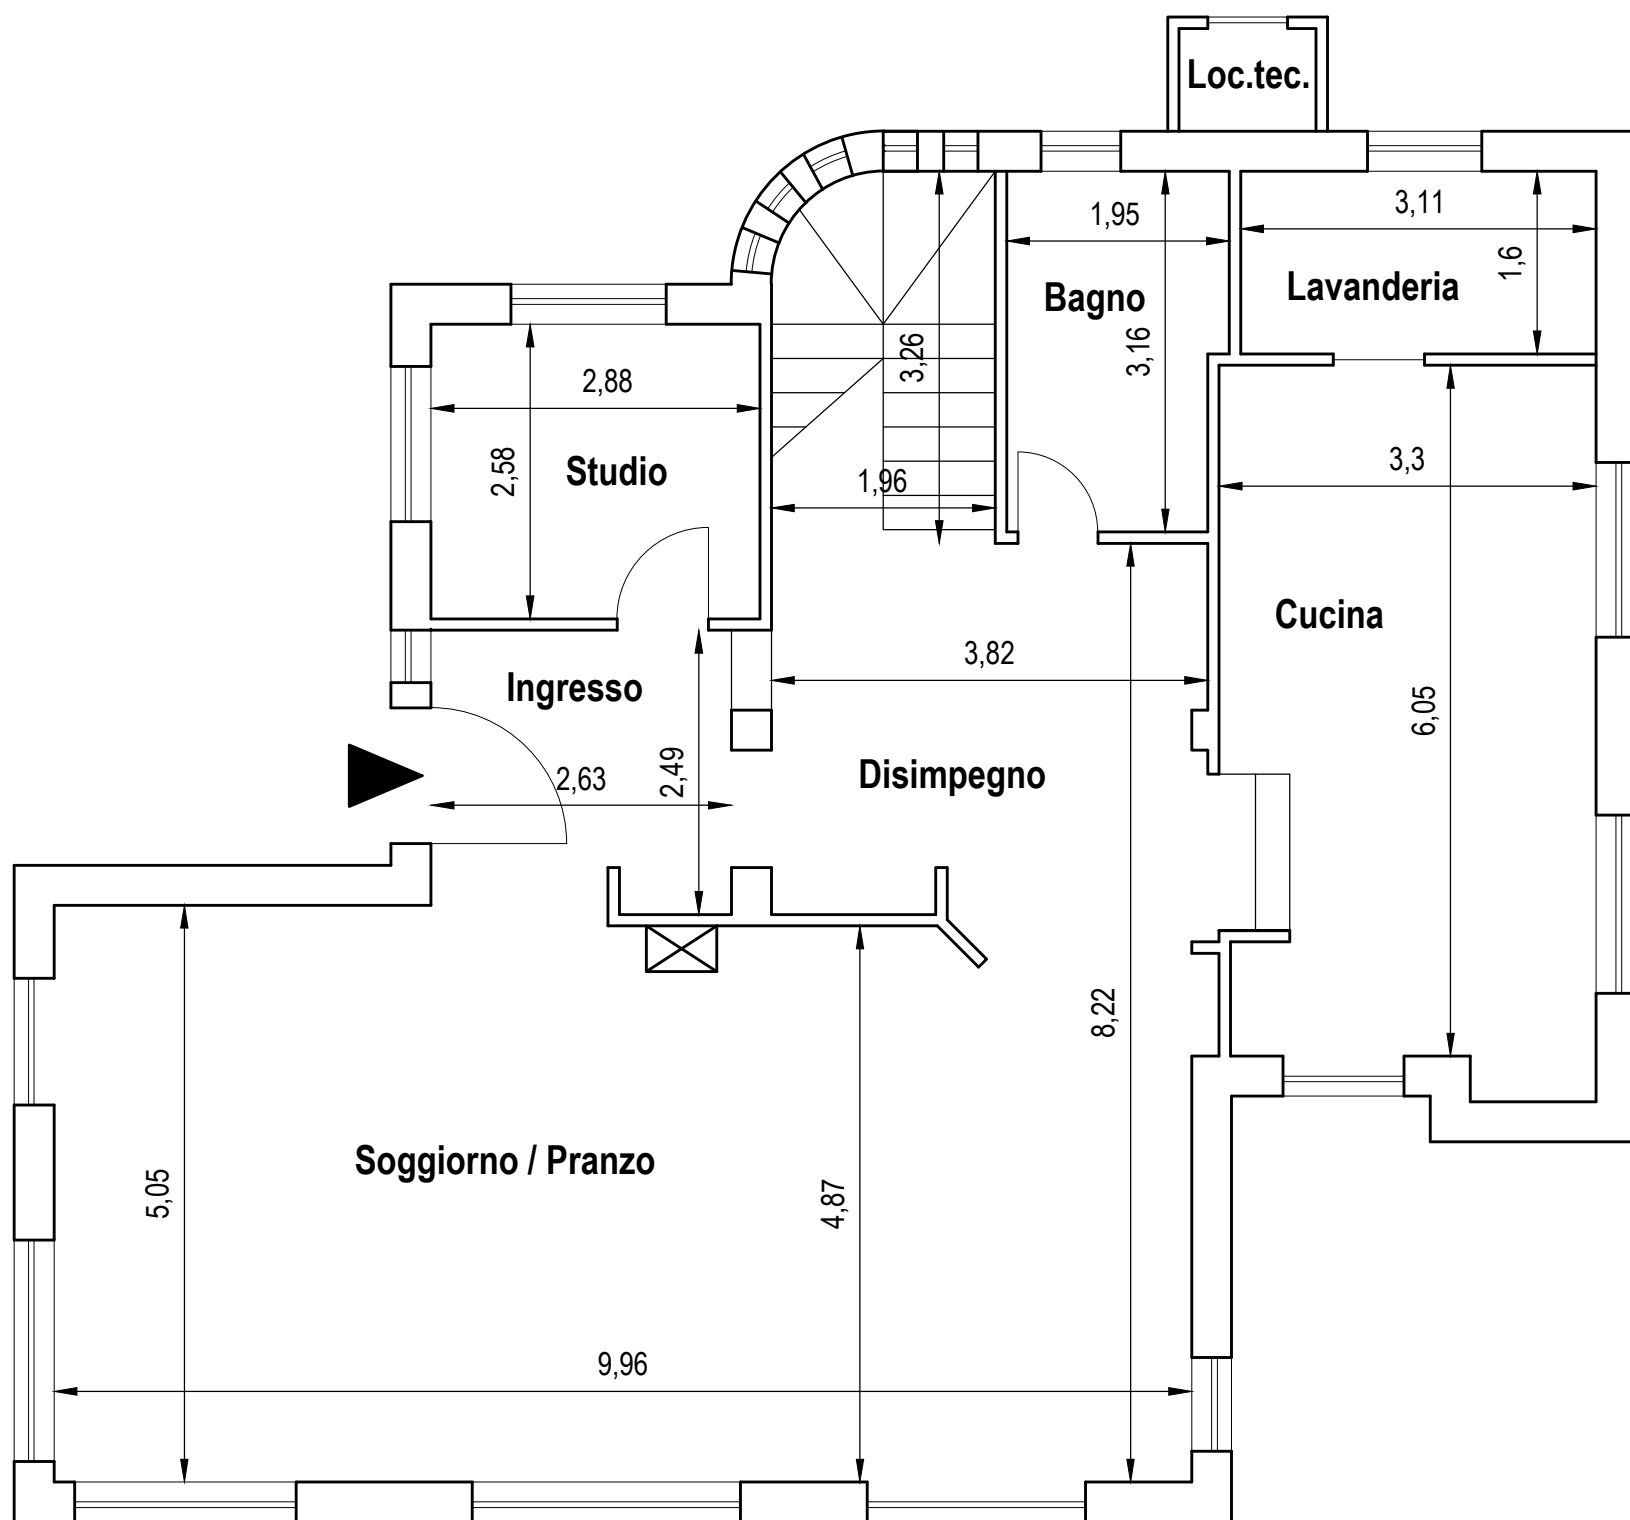 Loc.tec.
1,95
3,11
1,6
Lavanderia
Bagno
3,26
3,16
2,88
2,58
Studio
1,96
3,3
Cucina
3,82
Ingresso
6,05
2,63
2,49
Disimpegno
8,22
Soggiorno / Pranzo
5,05
4,87
9,96